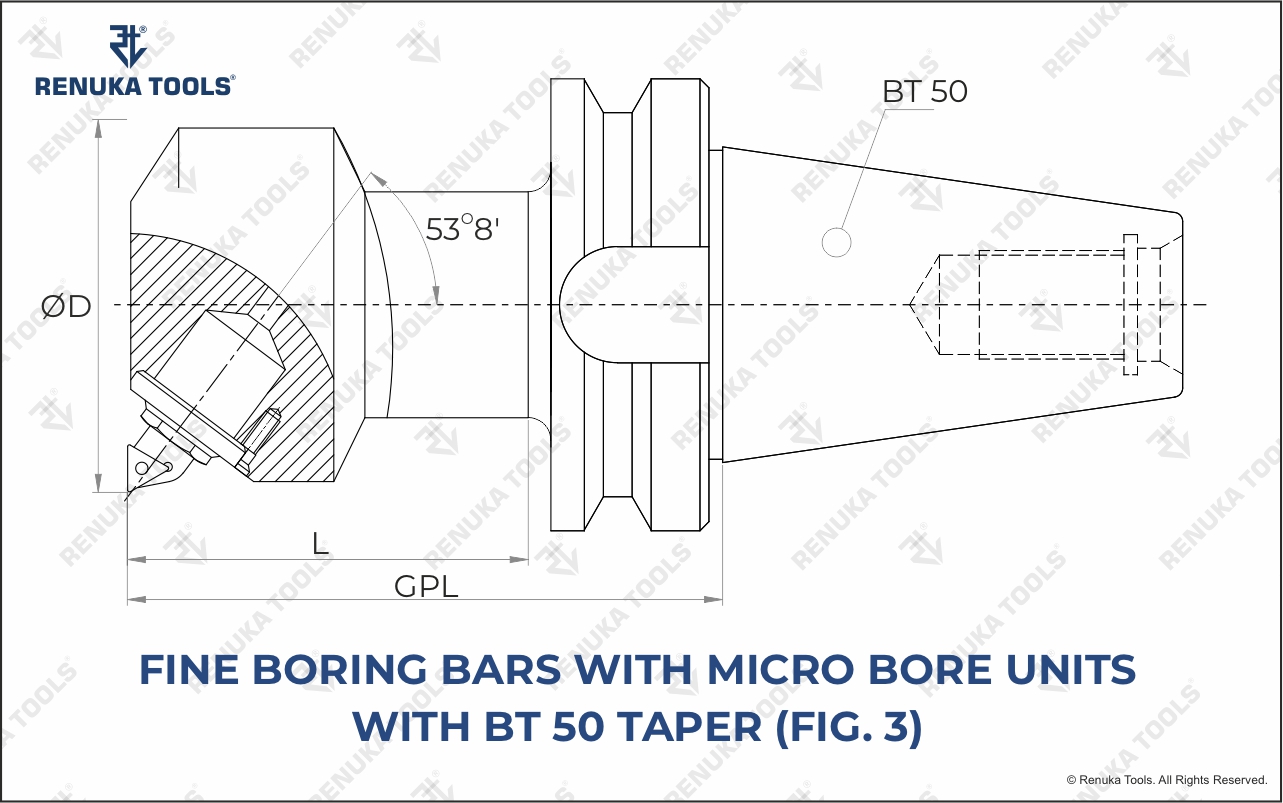 RENUKA TOOLS®
BT 50
53°8'
ØD
L
GPL
FINE BORING BARS WITH MICRO BORE UNITS
WITH BT 50 TAPER (FIG. 3)
© Renuka Tools. All Rights Reserved.